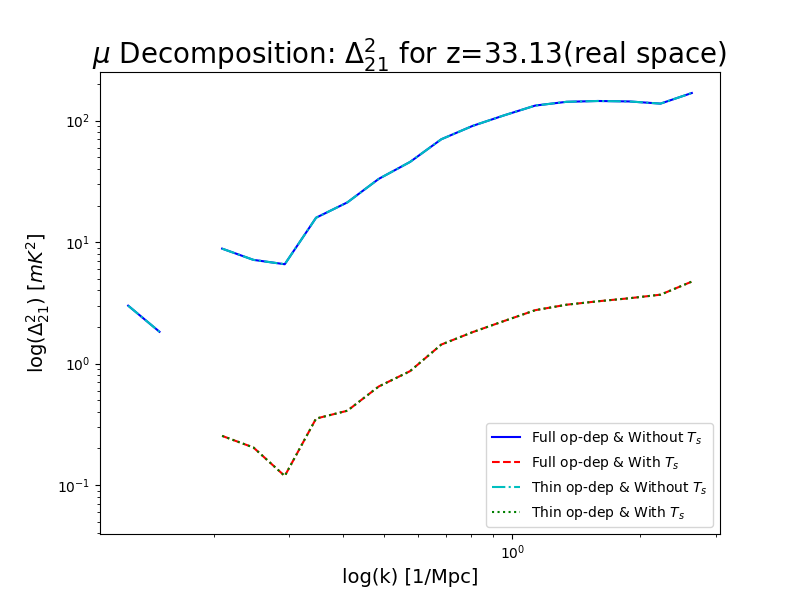 μ Decomposition: Δ²₂₁ for z=33.13(real space)
log(Δ²₂₁) [mK²]
10²
10¹
10⁰
10⁻¹
Full op-dep & Without Tₛ
Full op-dep & With Tₛ
Thin op-dep & Without Tₛ
Thin op-dep & With Tₛ
10⁰
log(k) [1/Mpc]